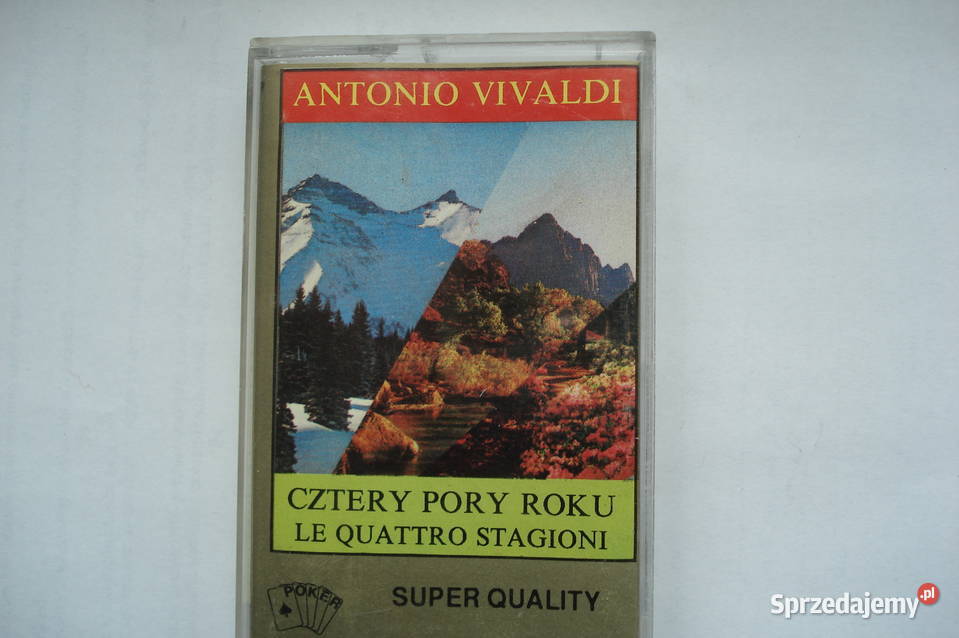 ANTONIO VIVALDI
CZTERY PORY ROKU
LE QUATTRO STAGIONI
POKER
SUPER QUALITY
Sprzedajemy.pl